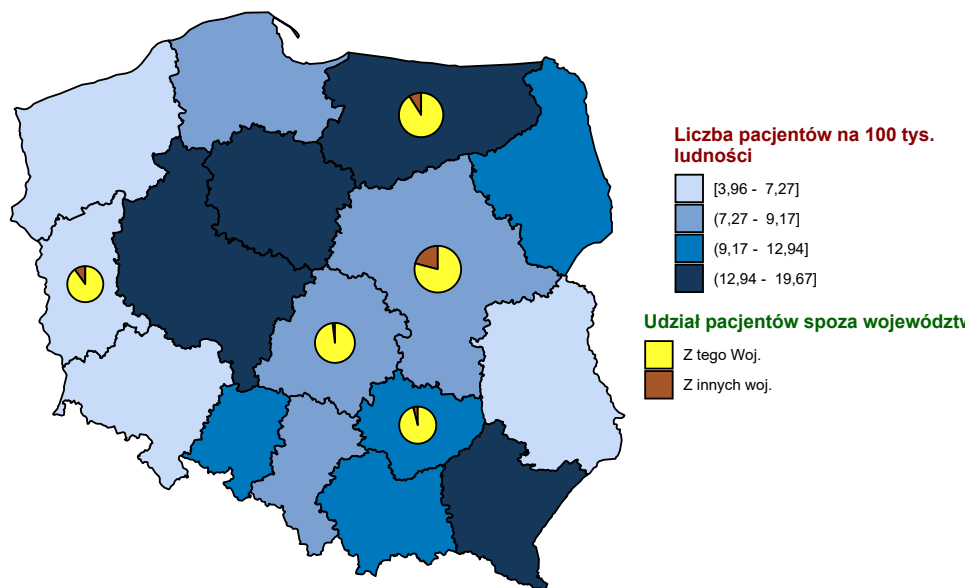 Liczba pacjentów na 100 tys.
ludności
[3,96 - 7,27]
(7,27 - 9,17]
(9,17 - 12,94]
(12,94 - 19,67]
Udział pacjentów spoza województw
Z tego Woj.
Z innych woj.